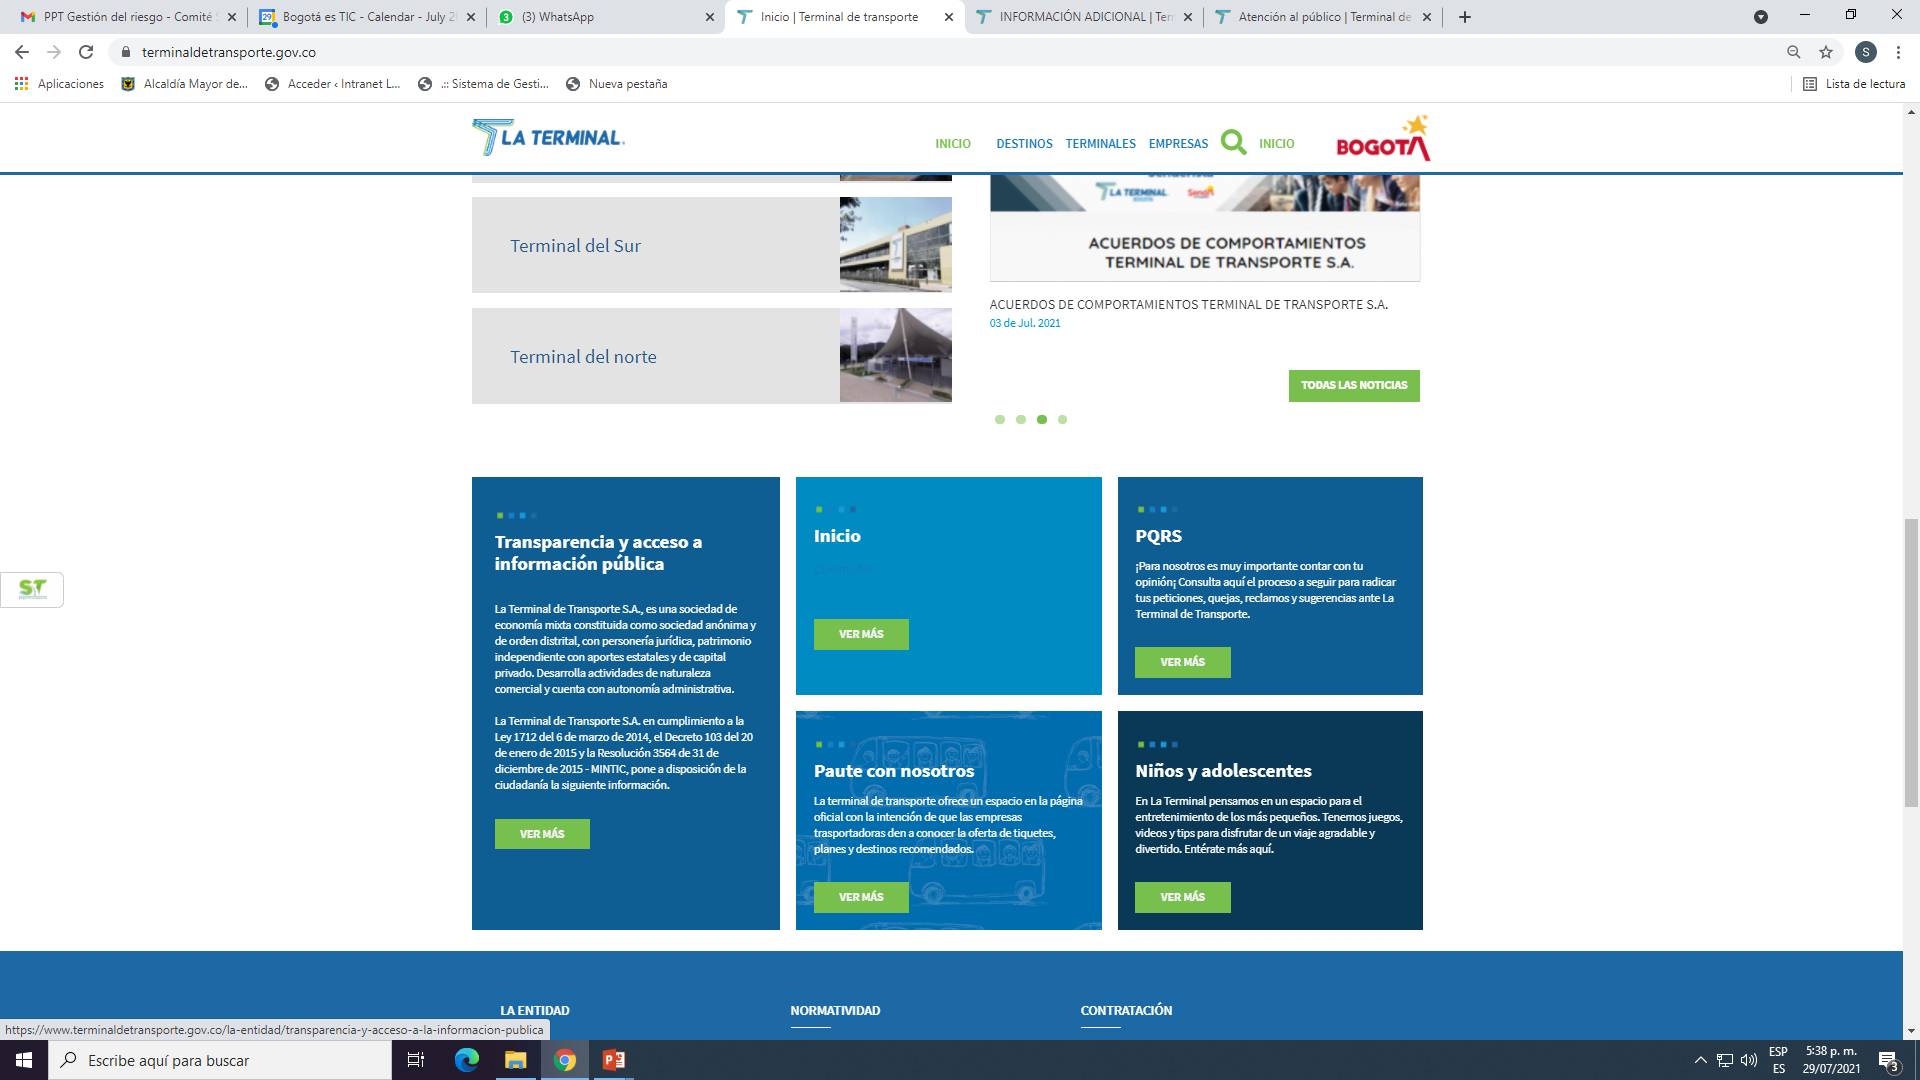 PPT Gestión del riesgo - Comité
Bogotá es TIC - Calendar - July 2
(3) WhatsApp
Inicio | Terminal de transporte
INFORMACIÓN ADICIONAL | Ter
Atención al público | Terminal de
terminaldetransporte.gov.co
S
Aplicaciones
Alcaldía Mayor de...
Acceder ‹ Intranet L...
.:: Sistema de Gesti...
Nueva pestaña
Lista de lectura
LA TERMINAL
INICIO
DESTINOS
TERMINALES
EMPRESAS
INICIO
BOGOTÁ
LA TERMINAL
Terminal del Sur
ACUERDOS DE COMPORTAMIENTOS
TERMINAL DE TRANSPORTE S.A.
ACUERDOS DE COMPORTAMIENTOS TERMINAL DE TRANSPORTE S.A.
03 de Jul. 2021
Terminal del norte
TODAS LAS NOTICIAS
Transparencia y acceso a
información pública
La Terminal de Transporte S.A., es una sociedad de
economía mixta constituida como sociedad anónima y
de orden distrital, con personería jurídica, patrimonio
independiente con aportes estatales y de capital
privado. Desarrolla actividades de naturaleza
comercial y cuenta con autonomía administrativa.
La Terminal de Transporte S.A. en cumplimiento a la
Ley 1712 del 6 de marzo de 2014, el Decreto 103 del 20
de enero de 2015 y la Resolución 3564 de 31 de
diciembre de 2015 - MINTIC, pone a disposición de la
ciudadanía la siguiente información.
VER MÁS
Inicio
VER MÁS
PQRS
¡Para nosotros es muy importante contar con tu
opinión¡ Consulta aquí el proceso a seguir para radicar
tus peticiones, quejas, reclamos y sugerencias ante La
Terminal de Transporte.
VER MÁS
Paute con nosotros
La terminal de transporte ofrece un espacio en la página
oficial con la intención de que las empresas
trasportadoras den a conocer la oferta de tiquetes,
planes y destinos recomendados.
VER MÁS
Niños y adolescentes
En La Terminal pensamos en un espacio para el
entretenimiento de los más pequeños. Tenemos juegos,
videos y tips para disfrutar de un viaje agradable y
divertido. Entérate más aquí.
VER MÁS
ST
LA ENTIDAD
NORMATIVIDAD
CONTRATACIÓN
https://www.terminaldetransporte.gov.co/la-entidad/transparencia-y-acceso-a-la-informacion-publica
Escribe aquí para buscar
ESP
ES
5:38 p. m.
29/07/2021
3